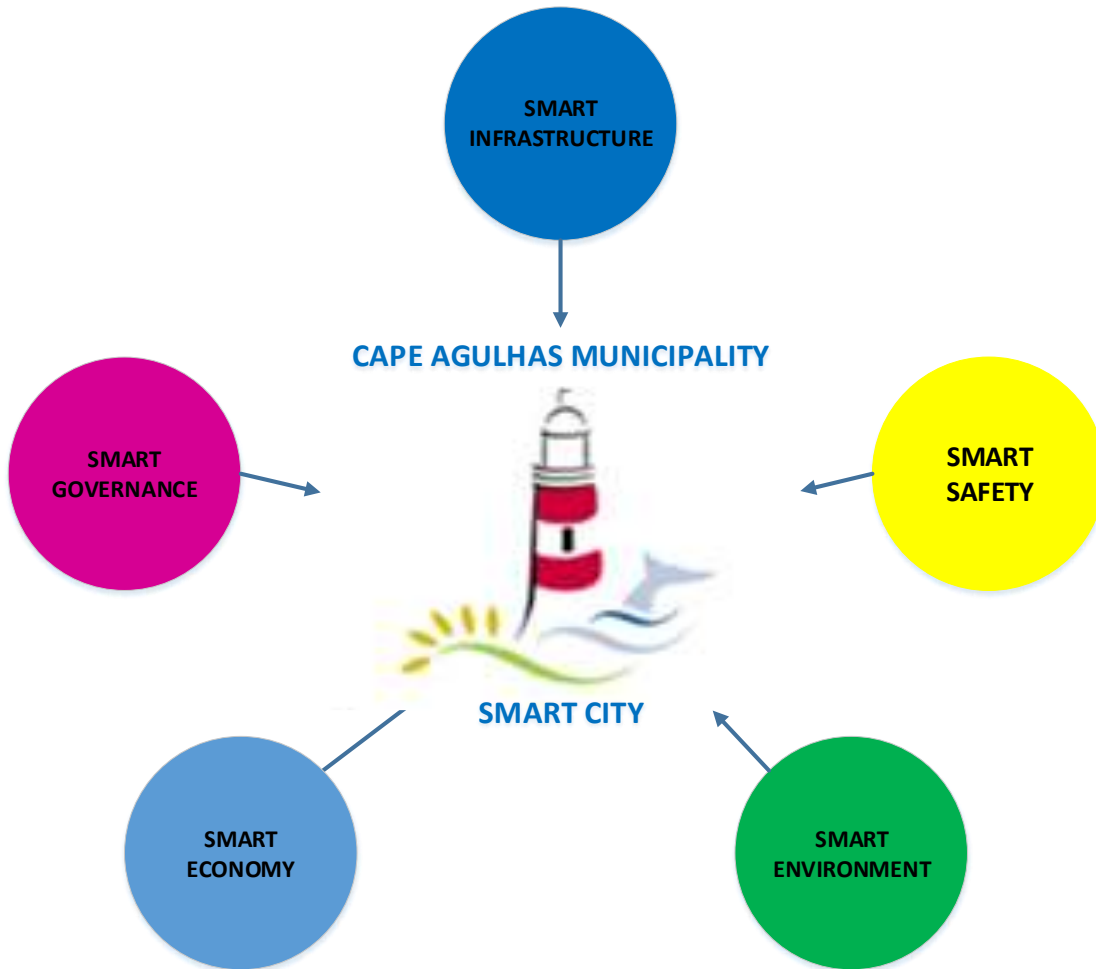 SMART
INFRASTRUCTURE
CAPE AGULHAS MUNICIPALITY
SMART
GOVERNANCE
SMART
SAFETY
SMART CITY
SMART
ECONOMY
SMART
ENVIRONMENT